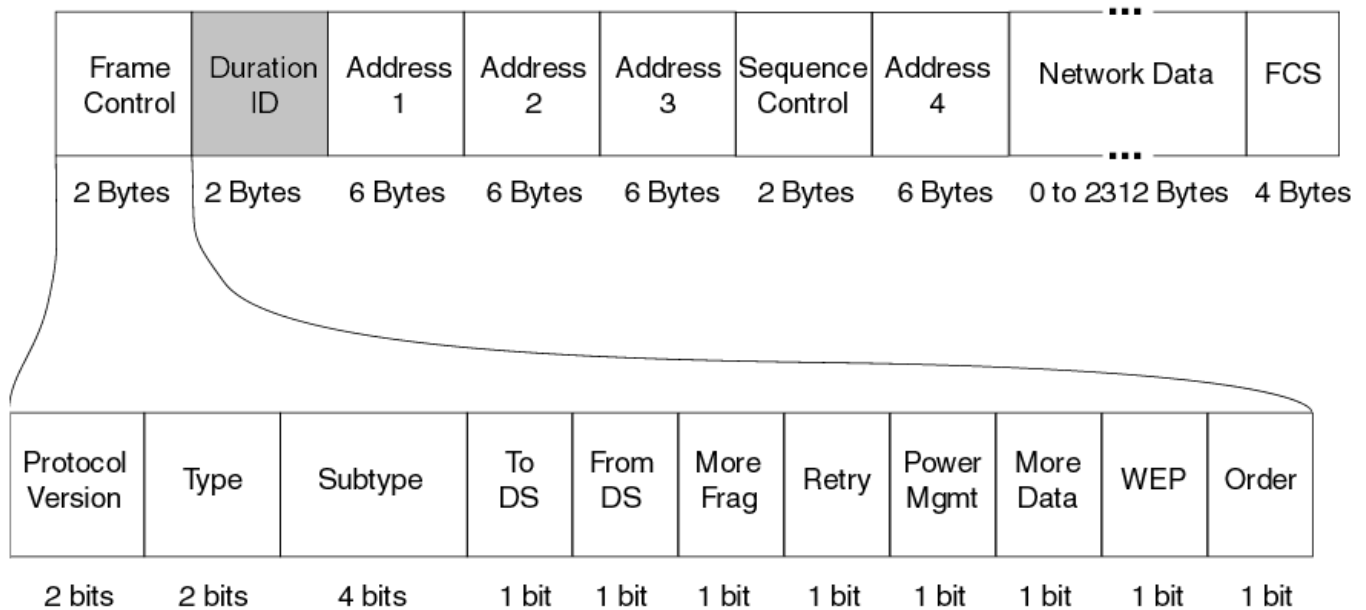 ... 
Frame Control Duration ID Address 1 Address 2 Address 3 Sequence Control Address 4 Network Data FCS
...
2 Bytes 2 Bytes 6 Bytes 6 Bytes 6 Bytes 2 Bytes 6 Bytes 0 to 2312 Bytes 4 Bytes
Protocol Version Type Subtype To DS From DS More Frag Retry Power Mgmt More Data WEP Order
2 bits 2 bits 4 bits 1 bit 1 bit 1 bit 1 bit 1 bit 1 bit 1 bit 1 bit